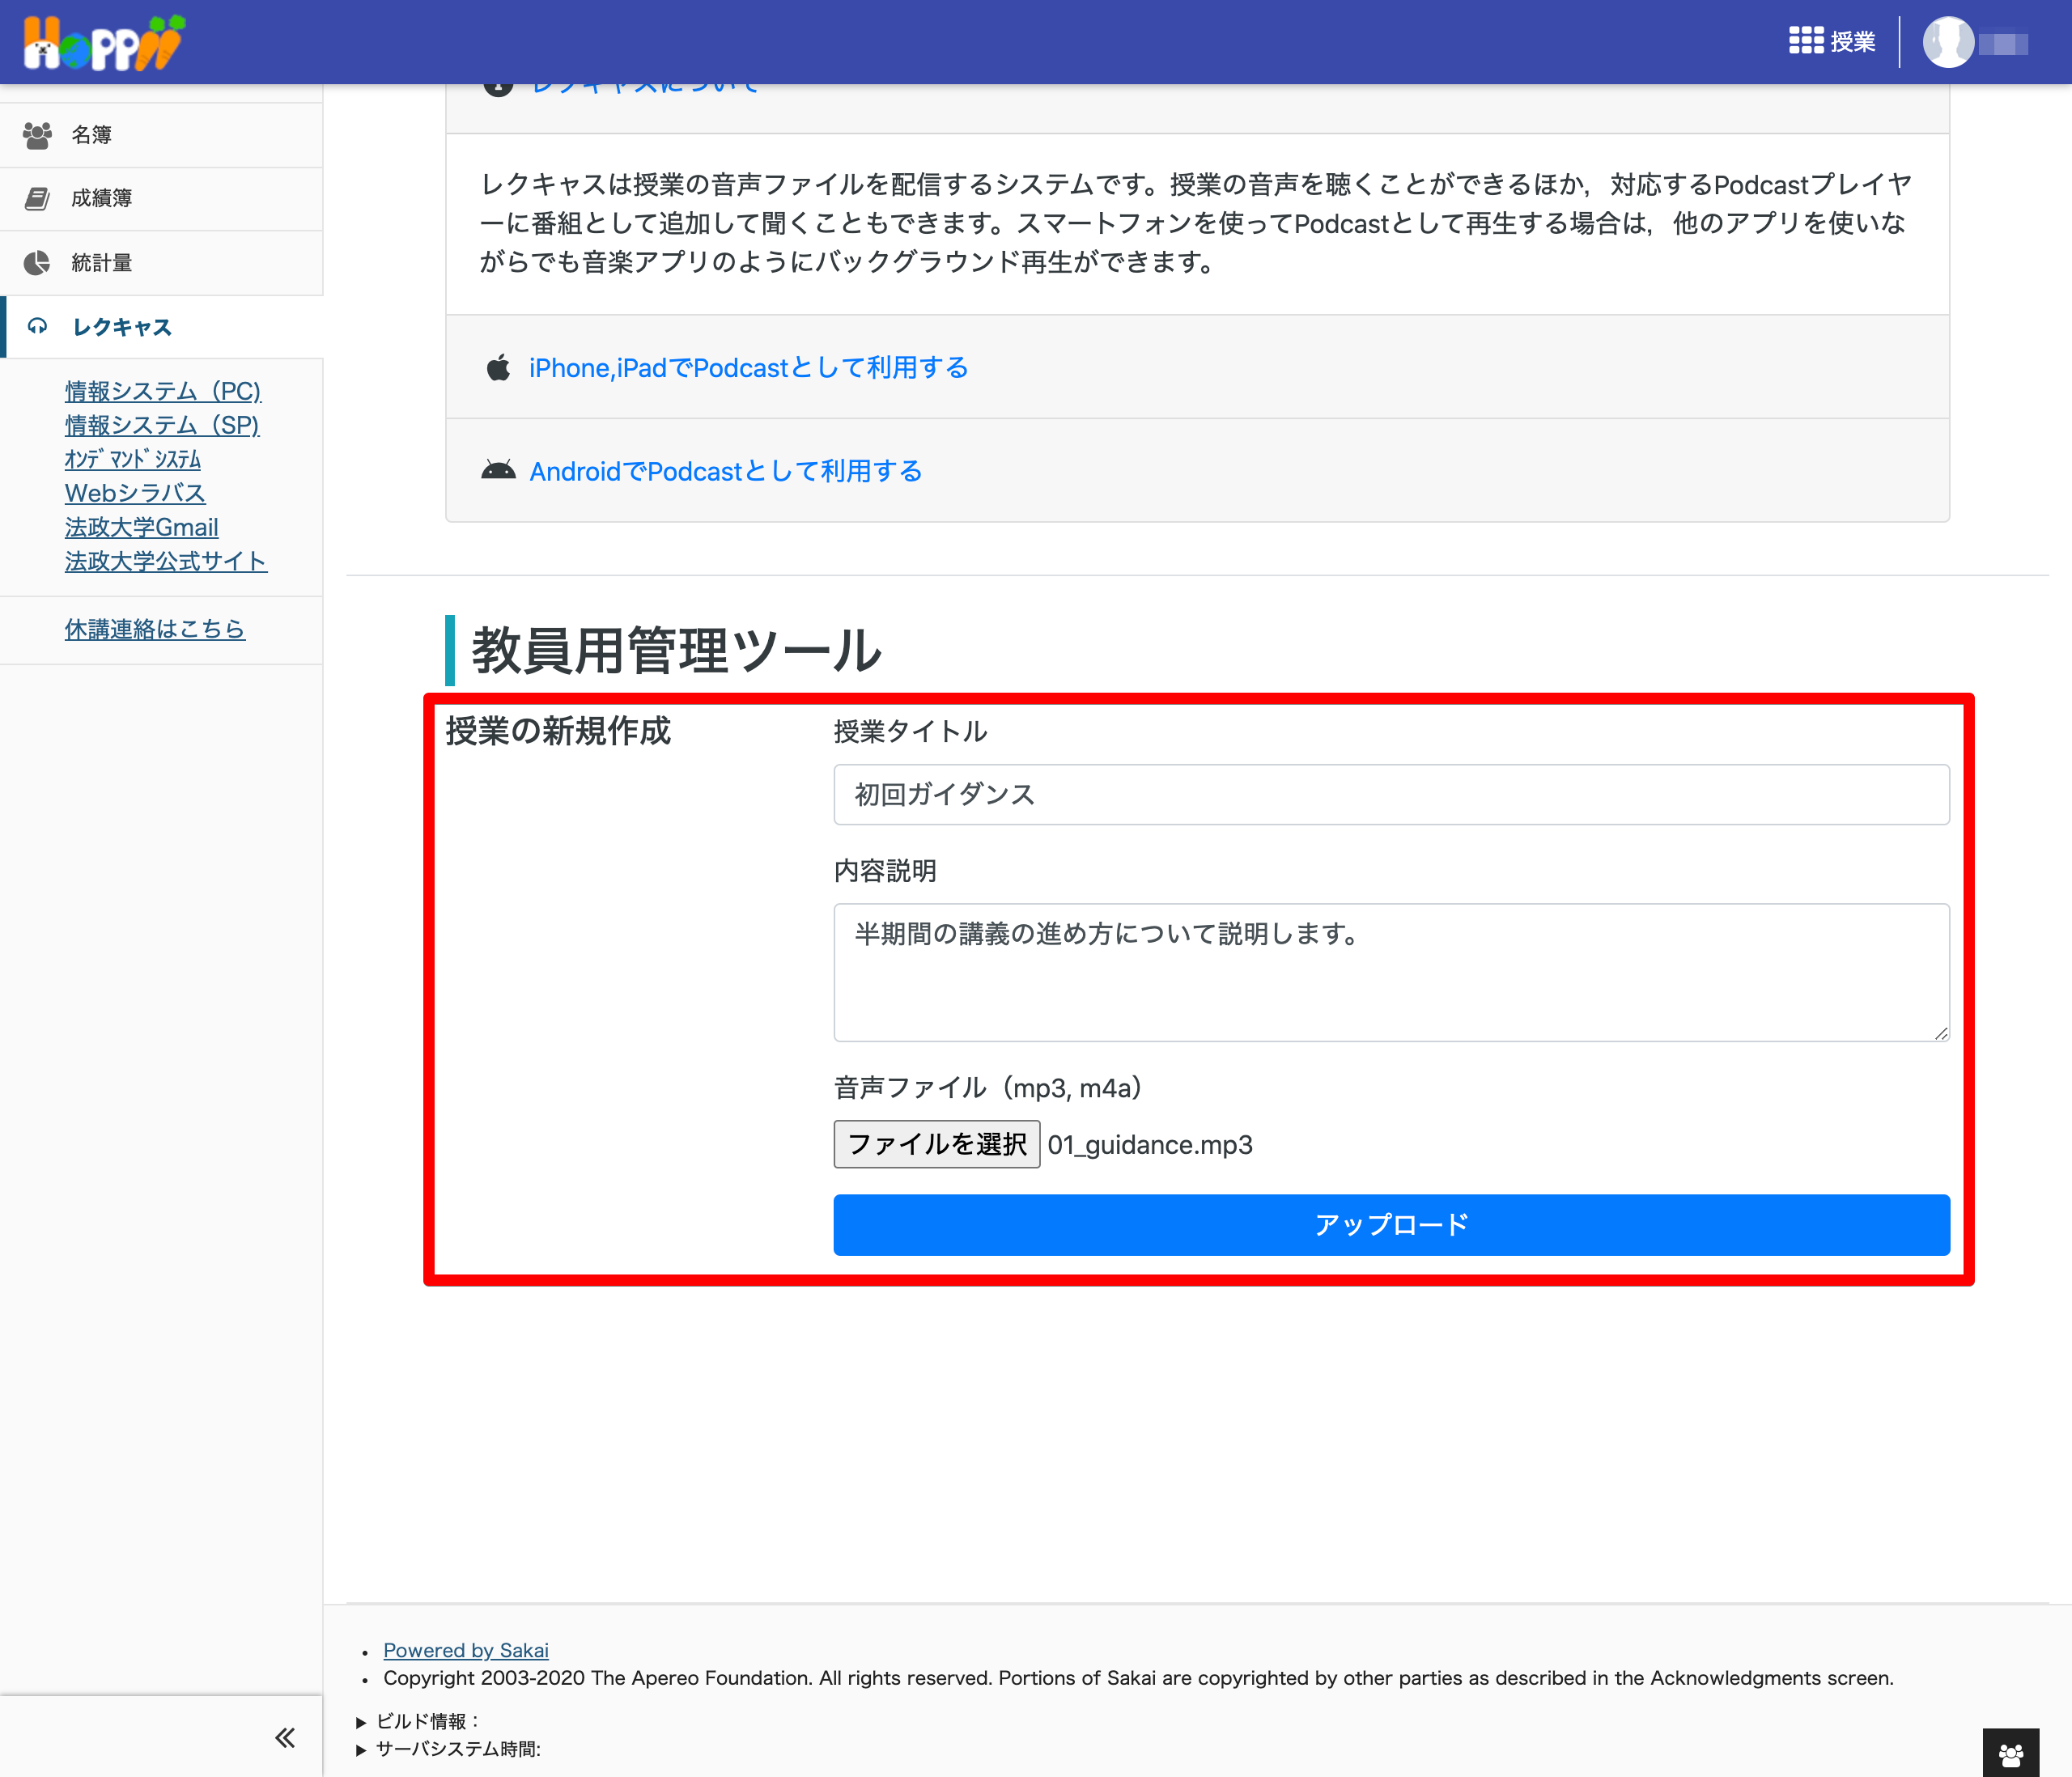 Hoppii
授業
レクキャスについて
名簿
成績簿
統計量
レクキャス
情報システム（PC)
情報システム（SP)
ｵﾝﾃﾞﾏﾝﾄﾞｼｽﾃﾑ
Webシラバス
法政大学Gmail
法政大学公式サイト
休講連絡はこちら
レクキャスは授業の音声ファイルを配信するシステムです。授業の音声を聴くことができるほか，対応するPodcastプレイヤ
ーに番組として追加して聞くこともできます。スマートフォンを使ってPodcastとして再生する場合は，他のアプリを使いな
がらでも音楽アプリのようにバックグラウンド再生ができます。
iPhone,iPadでPodcastとして利用する
AndroidでPodcastとして利用する
教員用管理ツール
授業の新規作成
授業タイトル
初回ガイダンス
内容説明
半期間の講義の進め方について説明します。
音声ファイル（mp3, m4a）
ファイルを選択 01_guidance.mp3
アップロード
Powered by Sakai
Copyright 2003-2020 The Apereo Foundation. All rights reserved. Portions of Sakai are copyrighted by other parties as described in the Acknowledgments screen.
ビルド情報：
サーバシステム時間: